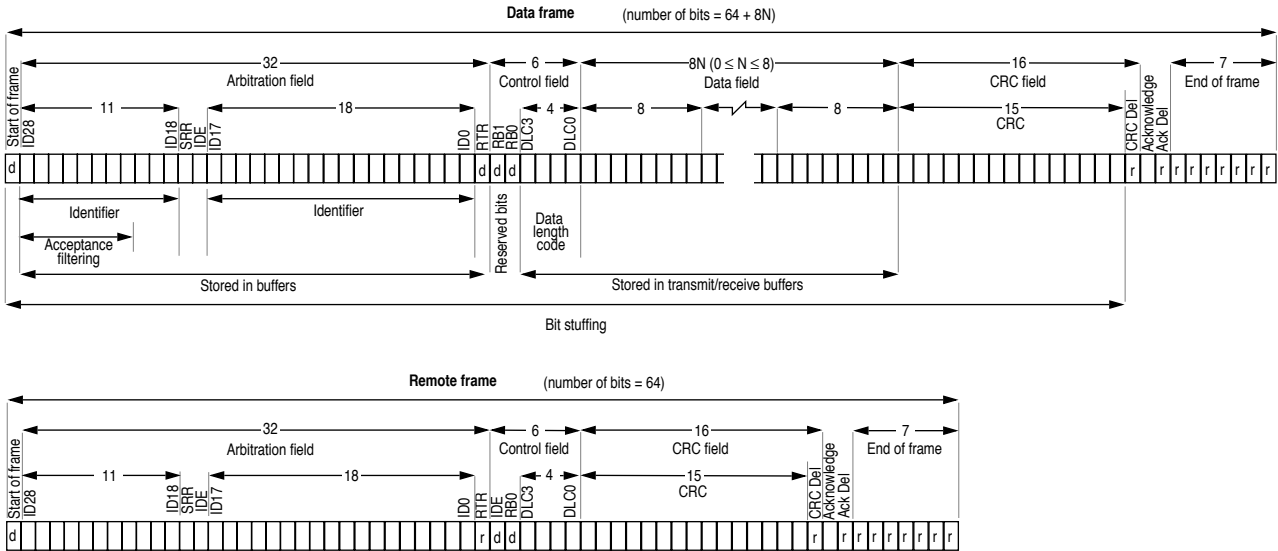 Data frame (number of bits = 64 + 8N)
32
Arbitration field
6
Control field
8N (0 ≤ N ≤ 8)
Data field
16
CRC field
7
End of frame
11
18
4
8
8
15
CRC
Start of frame
ID28
ID18
SRR
IDE
ID17
ID0
RTR
RB1
RB0
DLC3
DLC0
CRC Del
Acknowledge
Ack Del
d d d d r r r r r r r r r
Identifier
Identifier
Reserved bits
Data
length
code
Acceptance
filtering
Stored in buffers
Stored in transmit/receive buffers
Bit stuffing
Remote frame (number of bits = 64)
32
Arbitration field
6
Control field
16
CRC field
7
End of frame
11
18
4
15
CRC
Start of frame
ID28
ID18
SRR
IDE
ID17
ID0
RTR
IDE
RB0
DLC3
DLC0
CRC Del
Acknowledge
Ack Del
d r d d r r r r r r r r r